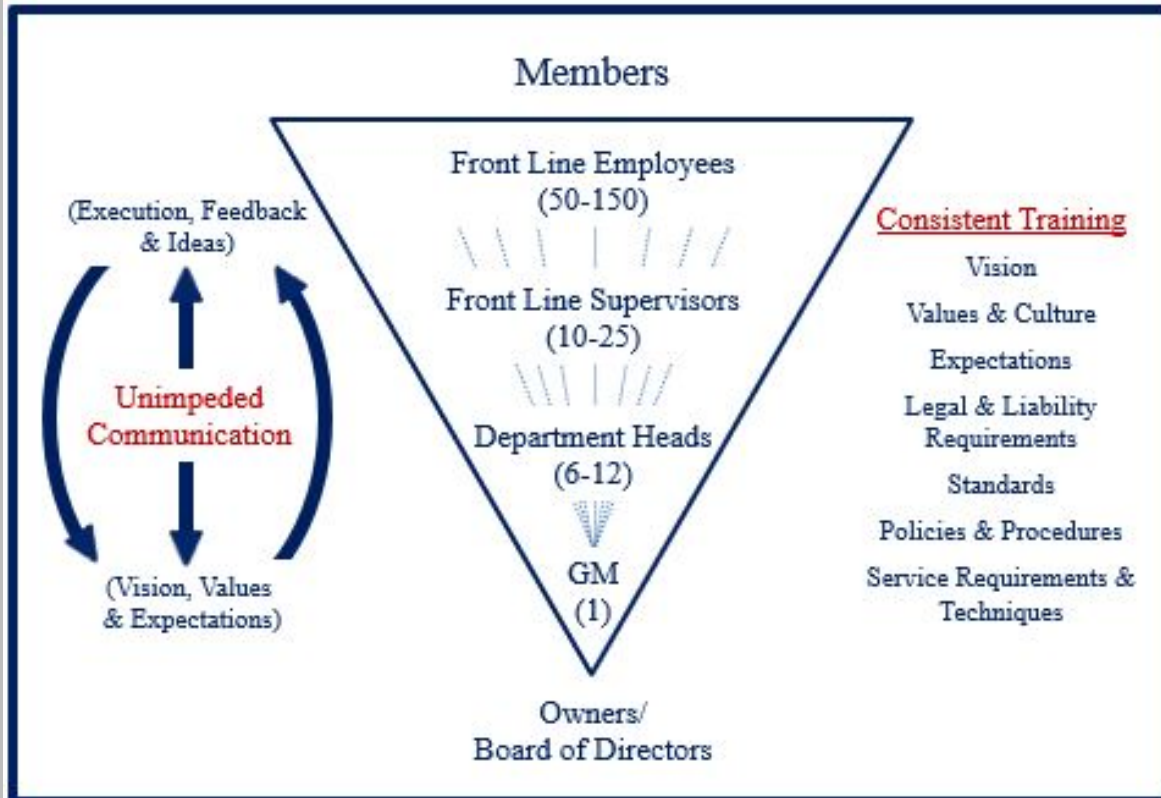 Members
Front Line Employees
(50-150)
Front Line Supervisors
(10-25)
Department Heads
(6-12)
GM
(1)
Owners/
Board of Directors
(Execution, Feedback
& Ideas)
Unimpeded
Communication
(Vision, Values
& Expectations)
Consistent Training
Vision
Values & Culture
Expectations
Legal & Liability
Requirements
Standards
Policies & Procedures
Service Requirements &
Techniques